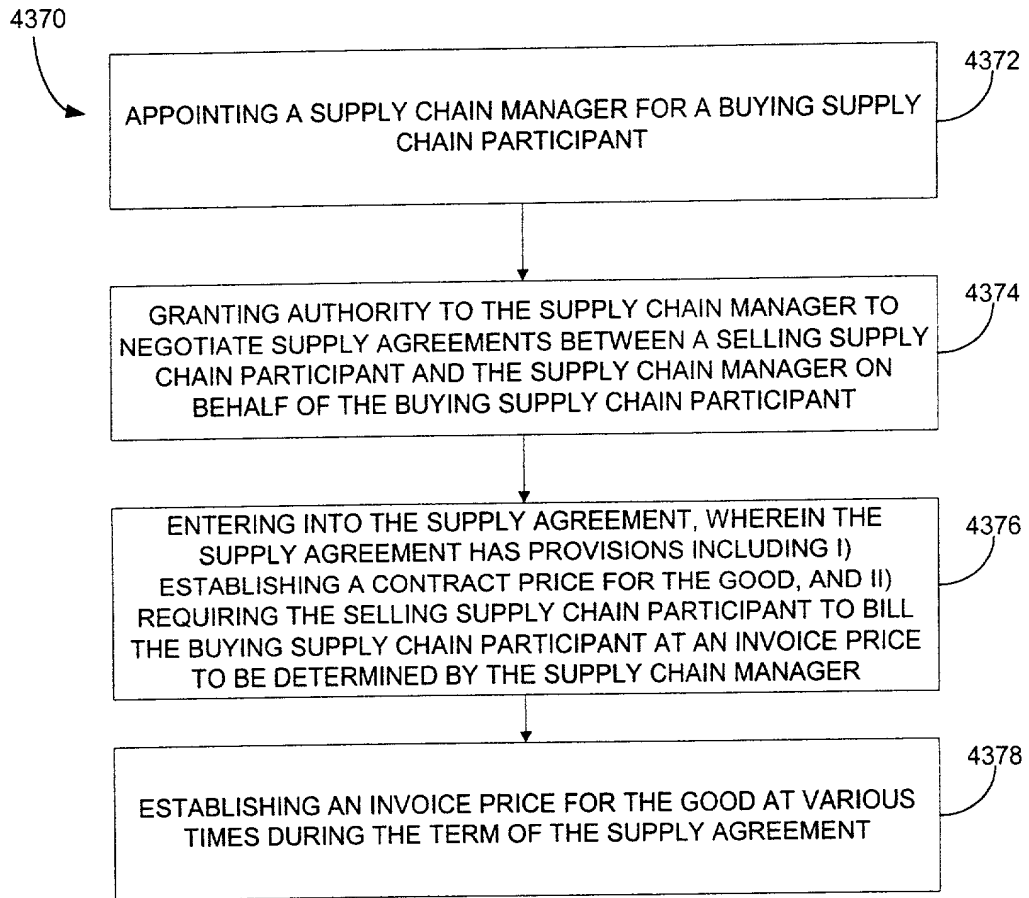 4370
4372
APPOINTING A SUPPLY CHAIN MANAGER FOR A BUYING SUPPLY
CHAIN PARTICIPANT
4374
GRANTING AUTHORITY TO THE SUPPLY CHAIN MANAGER TO
NEGOTIATE SUPPLY AGREEMENTS BETWEEN A SELLING SUPPLY
CHAIN PARTICIPANT AND THE SUPPLY CHAIN MANAGER ON
BEHALF OF THE BUYING SUPPLY CHAIN PARTICIPANT
4376
ENTERING INTO THE SUPPLY AGREEMENT, WHEREIN THE
SUPPLY AGREEMENT HAS PROVISIONS INCLUDING I)
ESTABLISHING A CONTRACT PRICE FOR THE GOOD, AND II)
REQUIRING THE SELLING SUPPLY CHAIN PARTICIPANT TO BILL
THE BUYING SUPPLY CHAIN PARTICIPANT AT AN INVOICE PRICE
TO BE DETERMINED BY THE SUPPLY CHAIN MANAGER
4378
ESTABLISHING AN INVOICE PRICE FOR THE GOOD AT VARIOUS
TIMES DURING THE TERM OF THE SUPPLY AGREEMENT